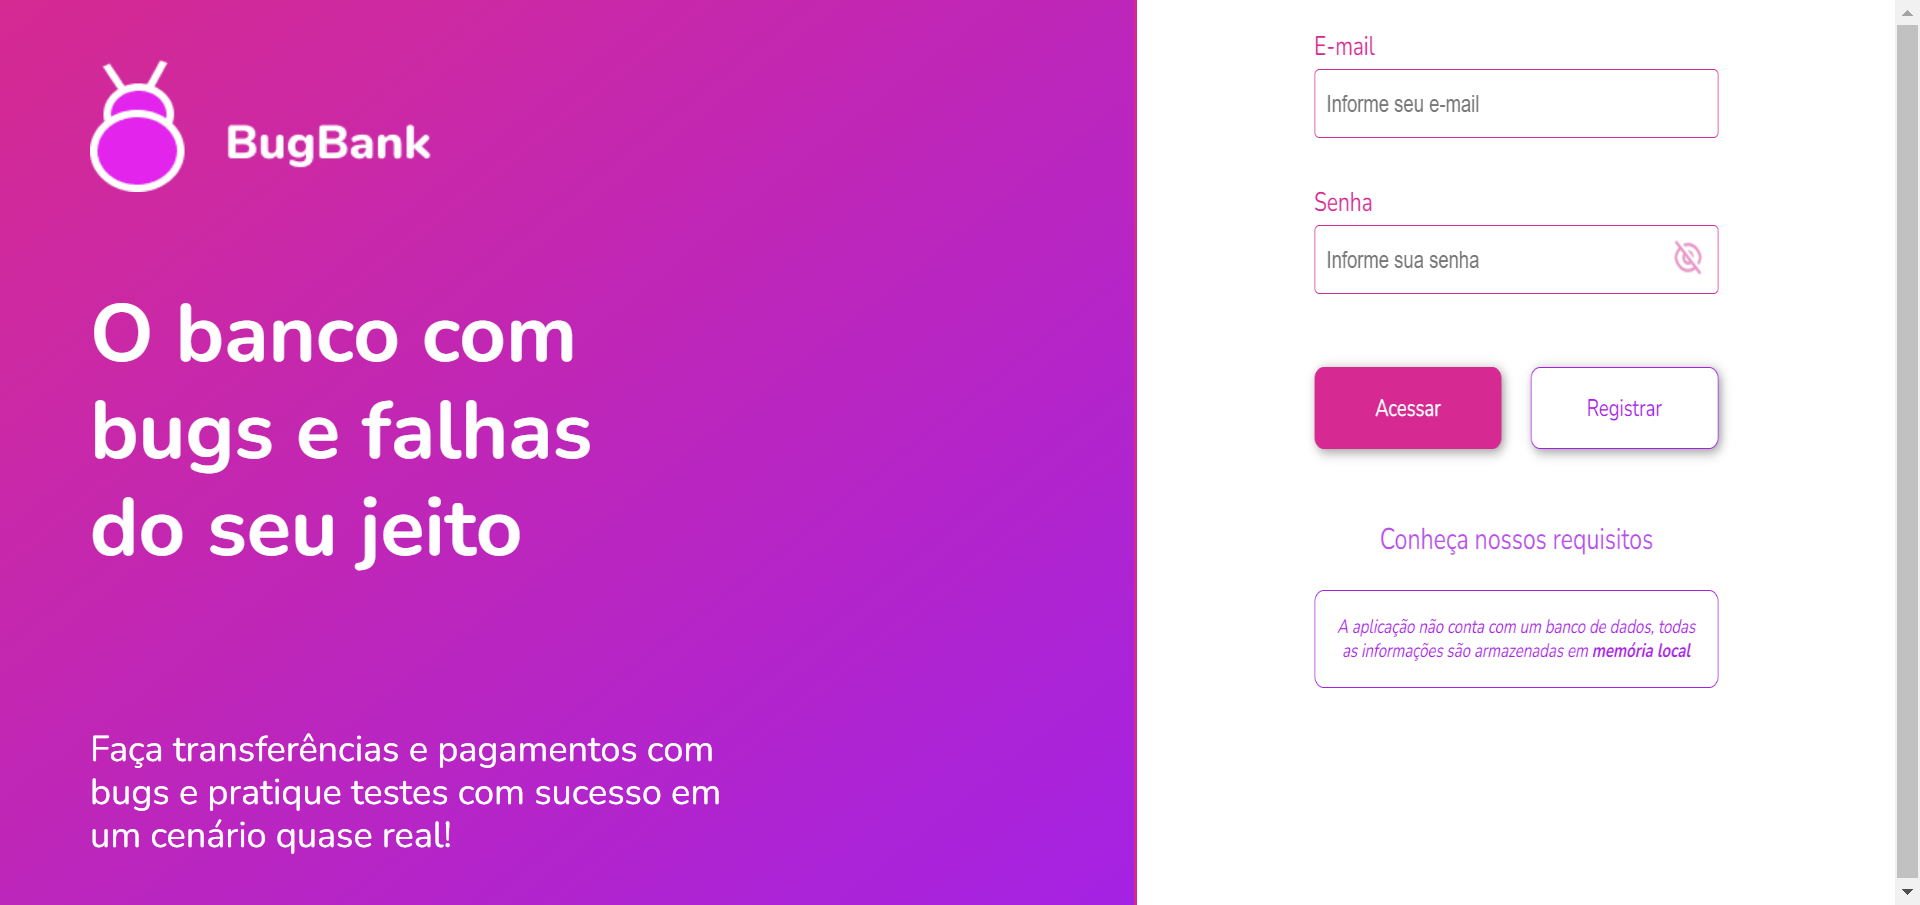 BugBank
O banco com
bugs e falhas
do seu jeito
Faça transferências e pagamentos com
bugs e pratique testes com sucesso em
um cenário quase real!
E-mail
Informe seu e-mail
Senha
Informe sua senha
Acessar
Registrar
Conheça nossos requisitos
A aplicação não conta com um banco de dados, todas
as informações são armazenadas em memória local